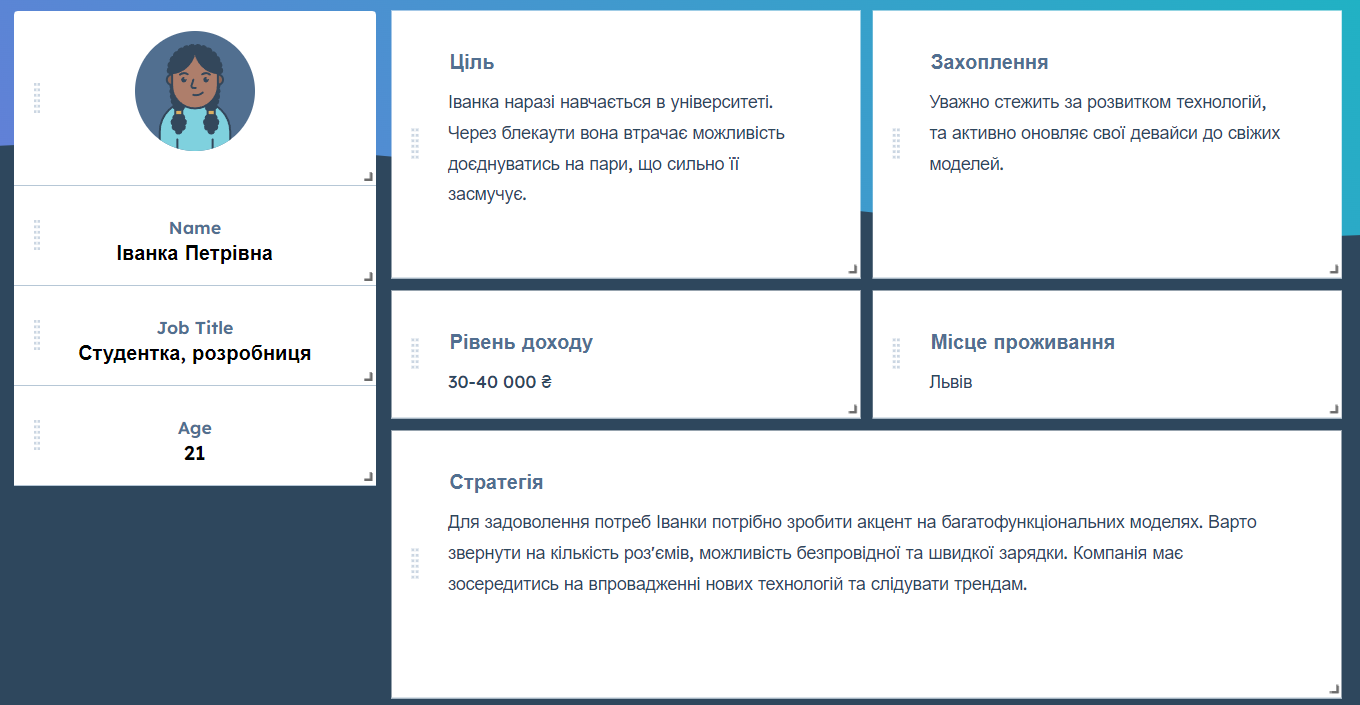 Name
Іванка Петрівна
Job Title
Студентка, розробниця
Age
21
Ціль
Іванка наразі навчається в університеті.
Через блекаути вона втрачає можливість
доєднуватись на пари, що сильно її
засмучує.
Захоплення
Уважно стежить за розвитком технологій,
та активно оновляє свої девайси до свіжих
моделей.
Рівень доходу
30-40 000 ₴
Місце проживання
Львів
Стратегія
Для задоволення потреб Іванки потрібно зробити акцент на багатофункціональних моделях. Варто
звернути на кількість роз'ємів, можливість безпровідної та швидкої зарядки. Компанія має
зосередитись на впровадженні нових технологій та слідувати трендам.